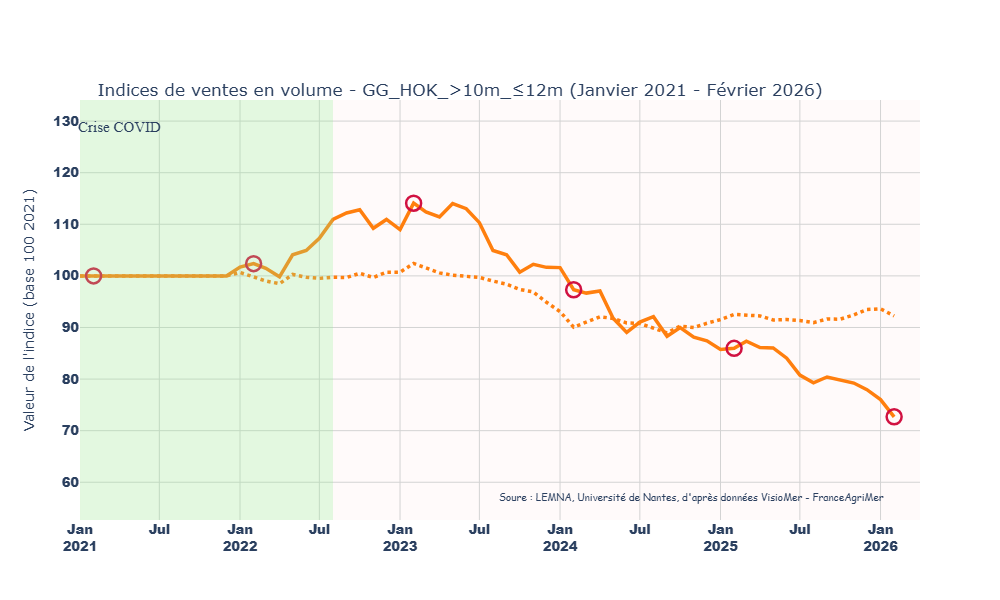 Indices de ventes en volume - GG_HOK_>10m_≤12m (Janvier 2021 - Février 2026)
Valeur de l'indice (base 100 2021)
130
Crise COVID
120
110
100
90
80
70
60
Soure : LEMNA, Université de Nantes, d'après données VisioMer - FranceAgriMer
Jan Jul Jan Jul Jan Jul Jan Jul Jan Jul Jan
2021 2022 2023 2024 2025 2026